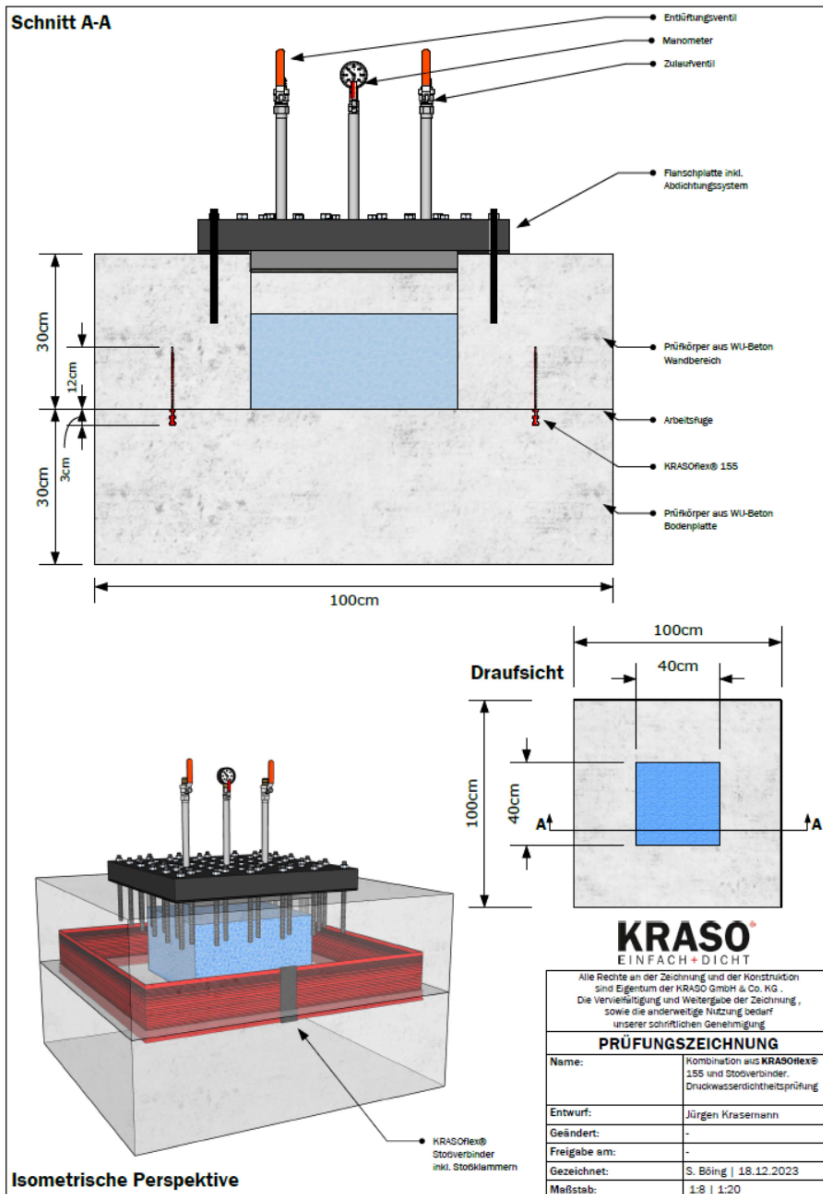 Schnitt A-A
Entlüftungsventil
Manometer
Zulaufventil
Flanschplatte inkl.
Abdichtungssystem
30cm
12cm
Prüfkörper aus WU-Beton
Wandbereich
Arbeitsfuge
3cm
30cm
KRASOflex® 155
Prüfkörper aus WU-Beton
Bodenplatte
100cm
Draufsicht
100cm
40cm
100cm
40cm
A
A
KRASO®
EINFACH+DICHT
Alle Rechte an der Zeichnung und der Konstruktion
sind Eigentum der KRASO GmbH & Co. KG .
Die Vervielfältigung und Weitergabe der Zeichnung ,
sowie die anderweitige Nutzung bedarf
unserer schriftlichen Genehmigung
PRÜFUNGSZEICHNUNG
Name: Kombination aus KRASOflex®
155 und Stoßverbinder.
Druckwasserdichtheitsprüfung
Entwurf: Jürgen Krasemann
Geändert: -
Freigabe am: -
Gezeichnet: S. Böing | 18.12.2023
Maßstab: 1:8 | 1:20
KRASOflex®
Stoßverbinder
inkl. Stoßklammern
Isometrische Perspektive